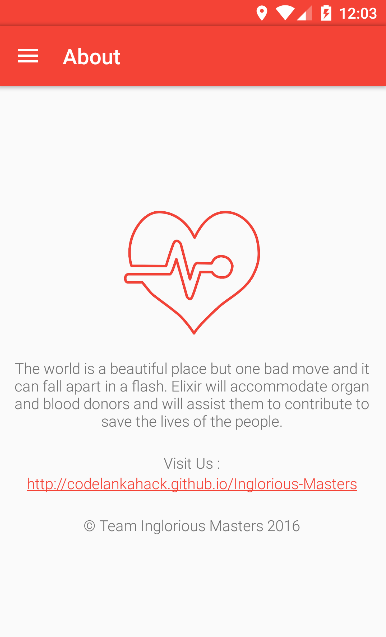 12:03
About
The world is a beautiful place but one bad move and it
can fall apart in a flash. Elixir will accommodate organ
and blood donors and will assist them to contribute to
save the lives of the people.
Visit Us :
http://codelankahack.github.io/Inglorious-Masters
© Team Inglorious Masters 2016